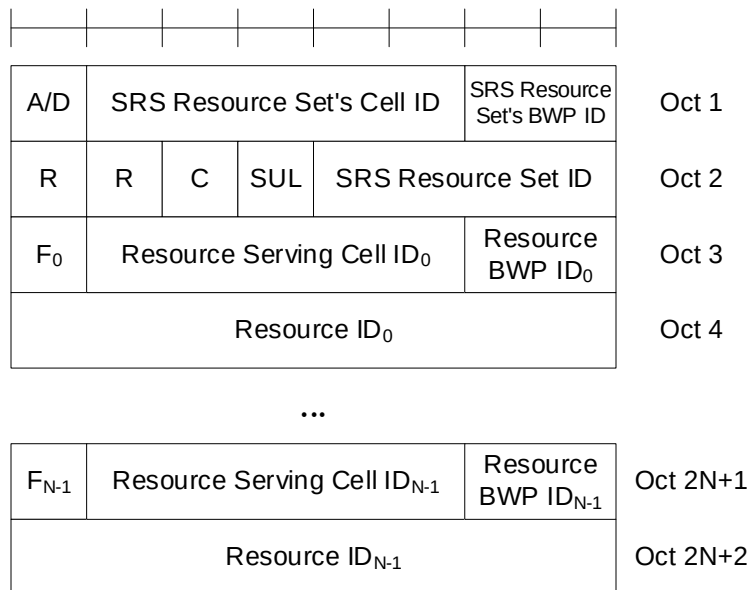 A/D SRS Resource Set's Cell ID SRS Resource Set's BWP ID Oct 1
R R C SUL SRS Resource Set ID Oct 2
F0 Resource Serving Cell ID0 Resource BWP ID0 Oct 3
Resource ID0 Oct 4
...
FN-1 Resource Serving Cell IDN-1 Resource BWP IDN-1 Oct 2N+1
Resource IDN-1 Oct 2N+2